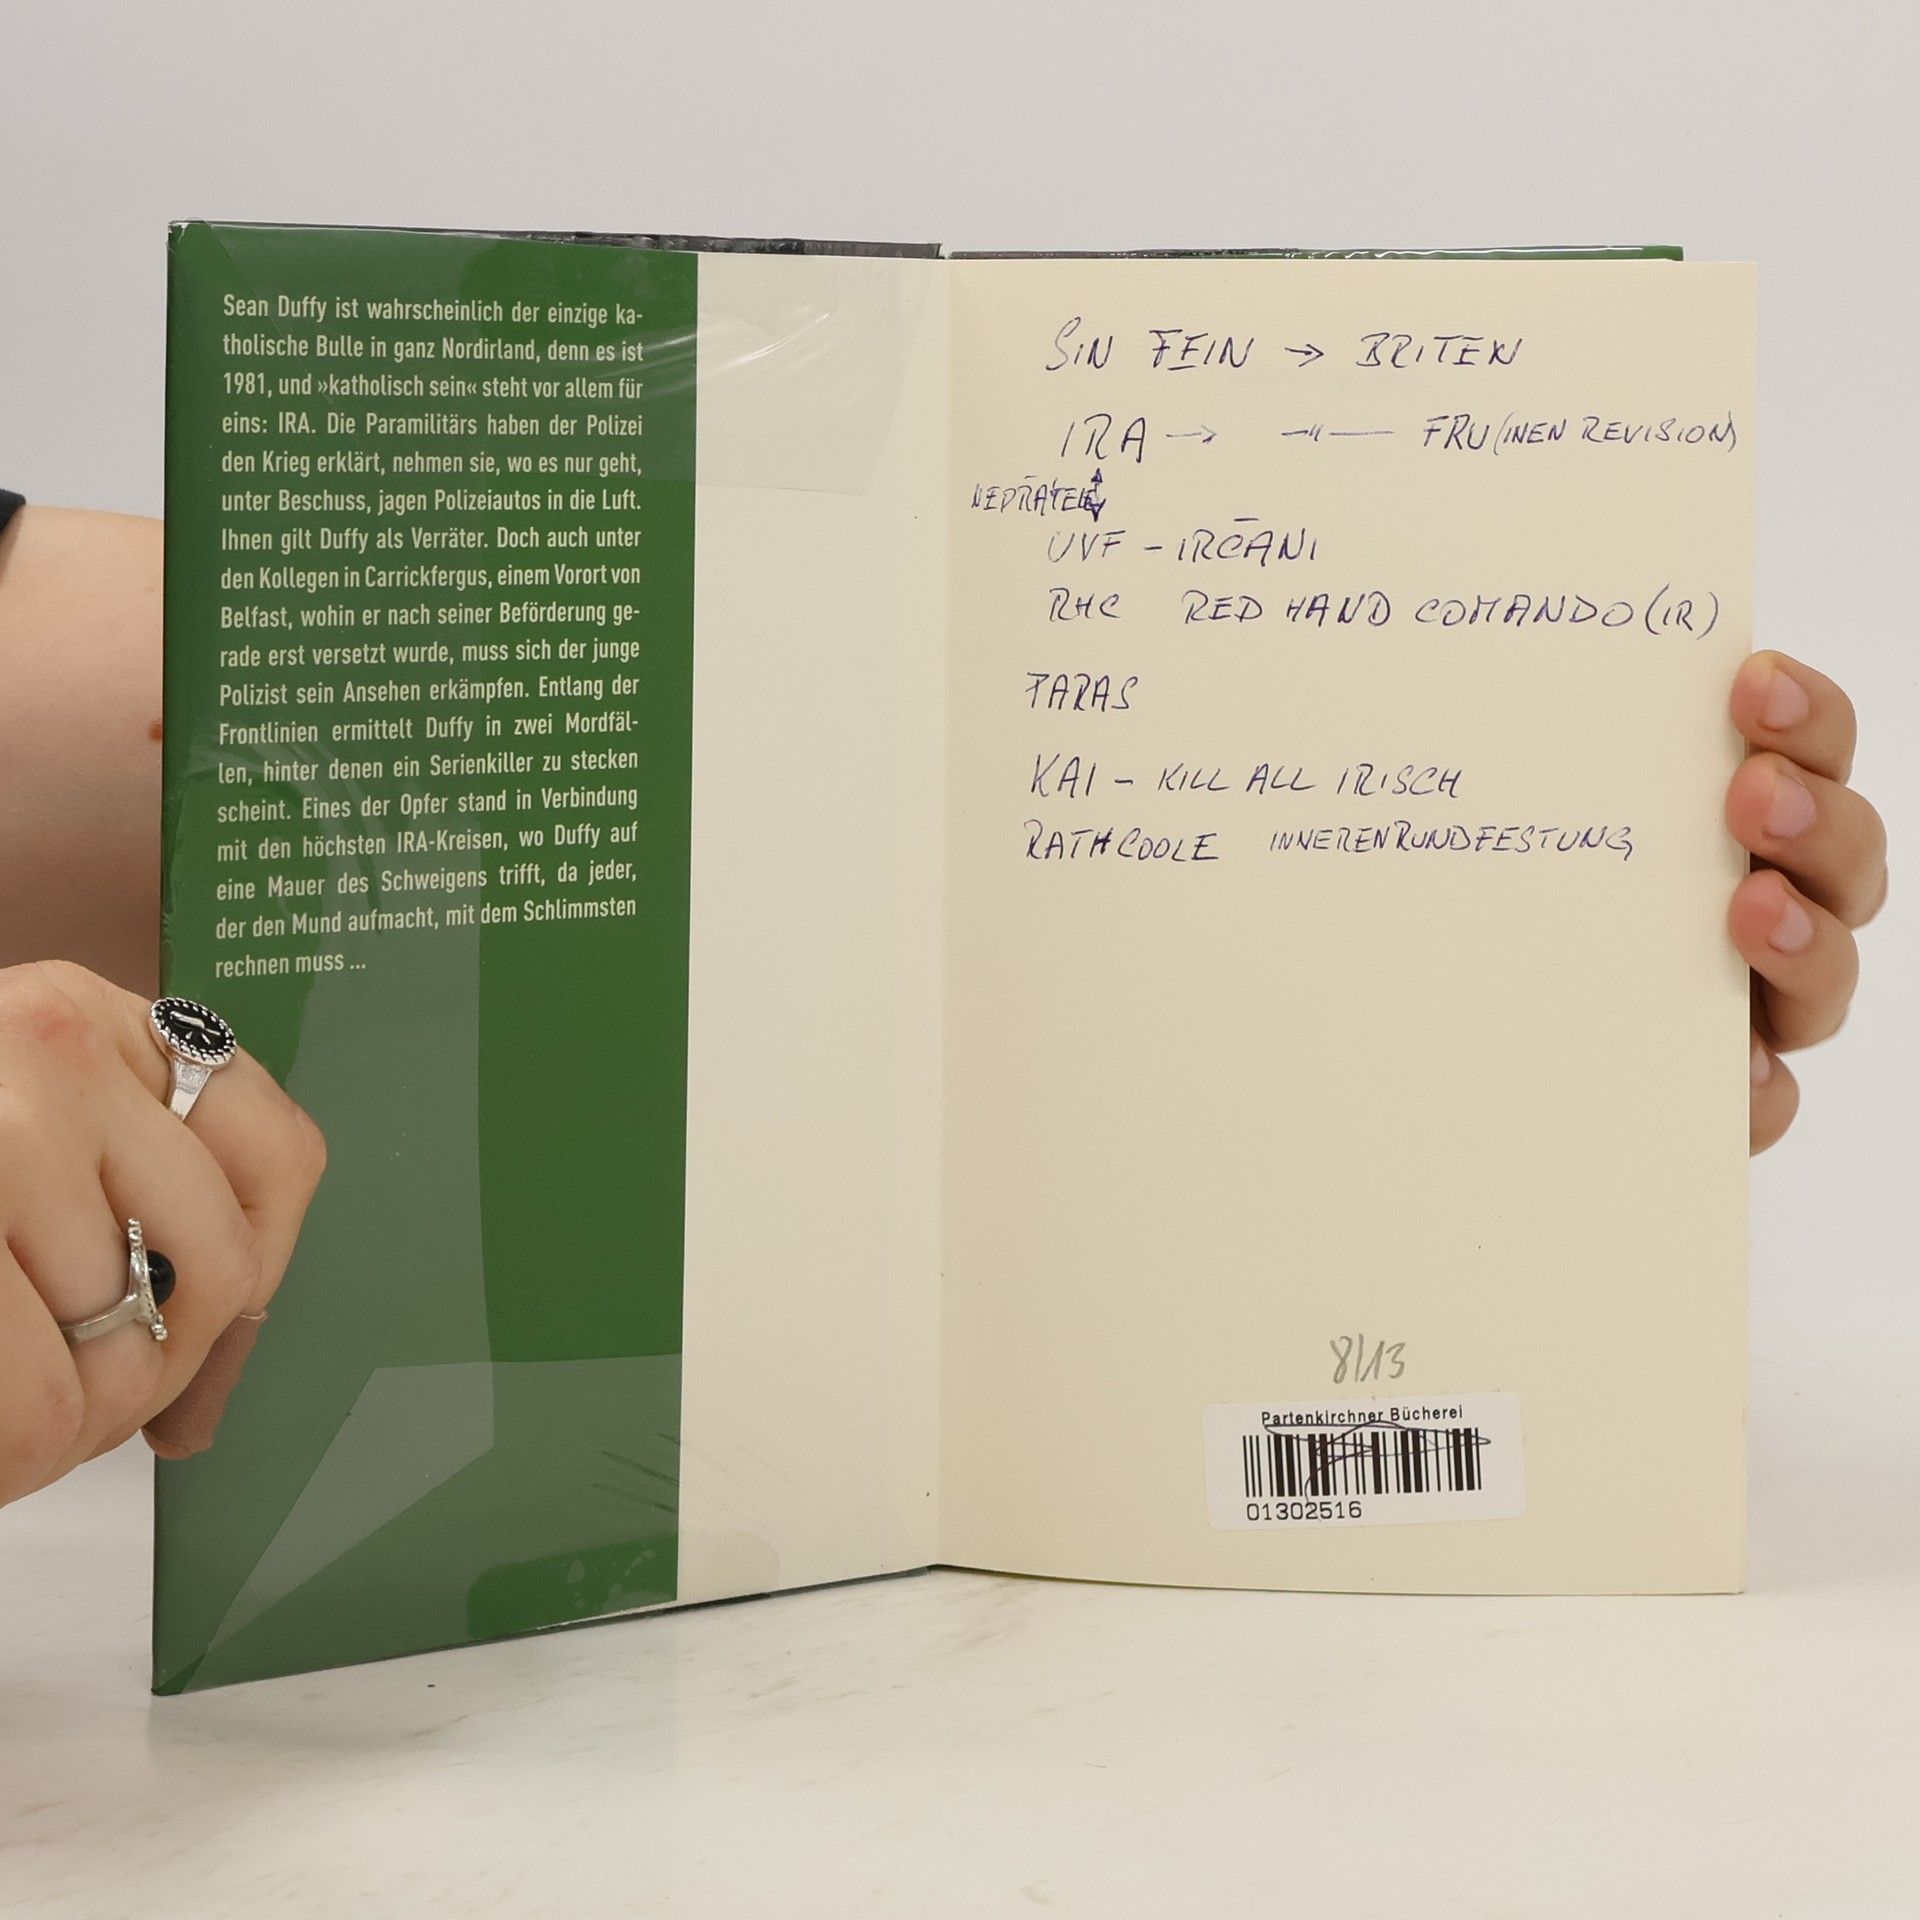 Sean Duffy ist wahrscheinlich der einzige ka-
tholische Bulle in ganz Nordirland, denn es ist
1981, und »katholisch sein« steht vor allem für
eins: IRA. Die Paramilitärs haben der Polizei
den Krieg erklärt, nehmen sie, wo es nur geht,
unter Beschuss, jagen Polizeiautos in die Luft.
Ihnen gilt Duffy als Verräter. Doch auch unter
den Kollegen in Carrickfergus, einem Vorort von
Belfast, wohin er nach seiner Beförderung ge-
rade erst versetzt wurde, muss sich der junge
Polizist sein Ansehen erkämpfen. Entlang der
Frontlinien ermittelt Duffy in zwei Mordfäl-
len, hinter denen ein Serienkiller zu stecken
scheint. Eines der Opfer stand in Verbindung
mit den höchsten IRA-Kreisen, wo Duffy auf
eine Mauer des Schweigens trifft, da jeder,
der den Mund aufmacht, mit dem Schlimmsten
rechnen muss ...
SIN FEIN → BRITEN
IRA → —"— FRU (INEN REVISION)
UVF - IRČANI
RHC RED HAND COMANDO (IR)
KAI - KILL ALL IRISCH
RATHCOOLE INNERENRUNDFESTUNG
8/13
Partenkirchner Bücherei
01302516